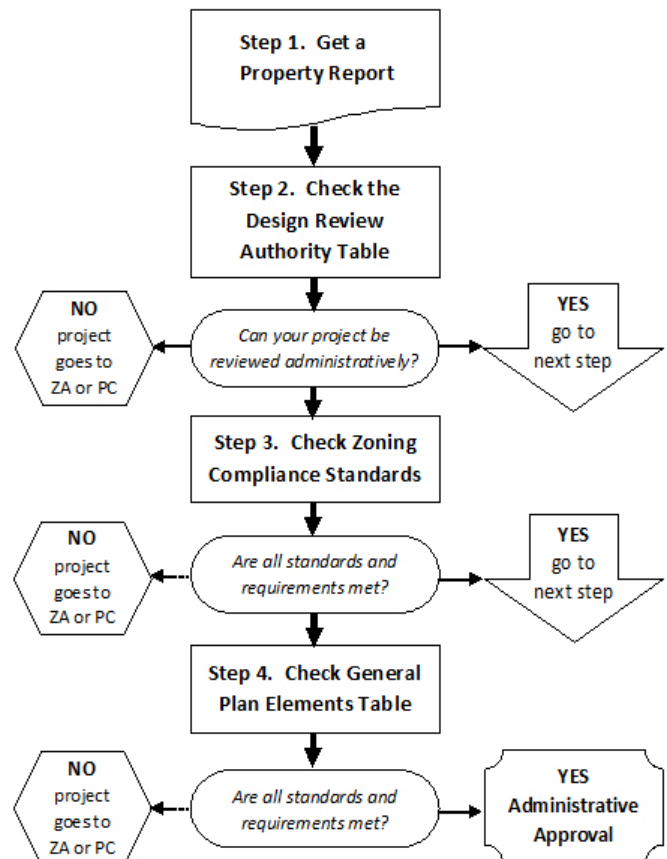 Step 1. Get a
Property Report
Step 2. Check the
Design Review
Authority Table
NO
project
goes to
ZA or PC
Can your project be
reviewed administratively?
YES
go to
next step
Step 3. Check Zoning
Compliance Standards
NO
project
goes to
ZA or PC
Are all standards and
requirements met?
YES
go to
next step
Step 4. Check General
Plan Elements Table
NO
project
goes to
ZA or PC
Are all standards and
requirements met?
YES
Administrative
Approval